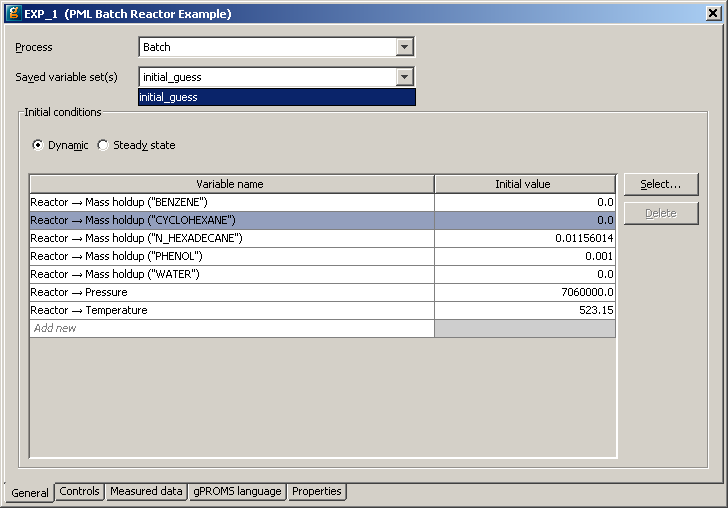 EXP_1 (PML Batch Reactor Example)
Process Batch
Saved variable set(s) initial_guess
initial_guess
Initial conditions
Dynamic Steady state
Variable name Initial value Select...
Reactor → Mass holdup ("BENZENE") 0.0
Reactor → Mass holdup ("CYCLOHEXANE") 0.0 Delete
Reactor → Mass holdup ("N_HEXADECANE") 0.01156014
Reactor → Mass holdup ("PHENOL") 0.001
Reactor → Mass holdup ("WATER") 0.0
Reactor → Pressure 7060000.0
Reactor → Temperature 523.15
Add new
General Controls Measured data gPROMS language Properties